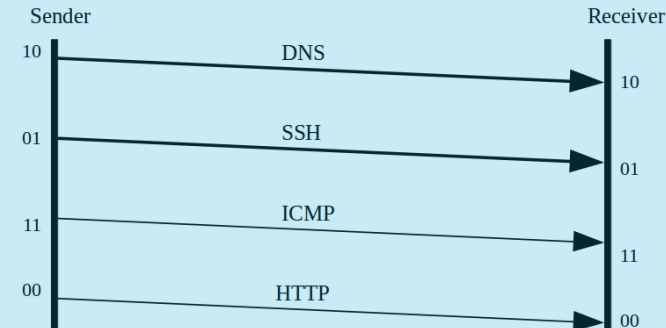 Sender
Receiver
10
DNS
10
01
SSH
01
11
ICMP
11
00
HTTP
00